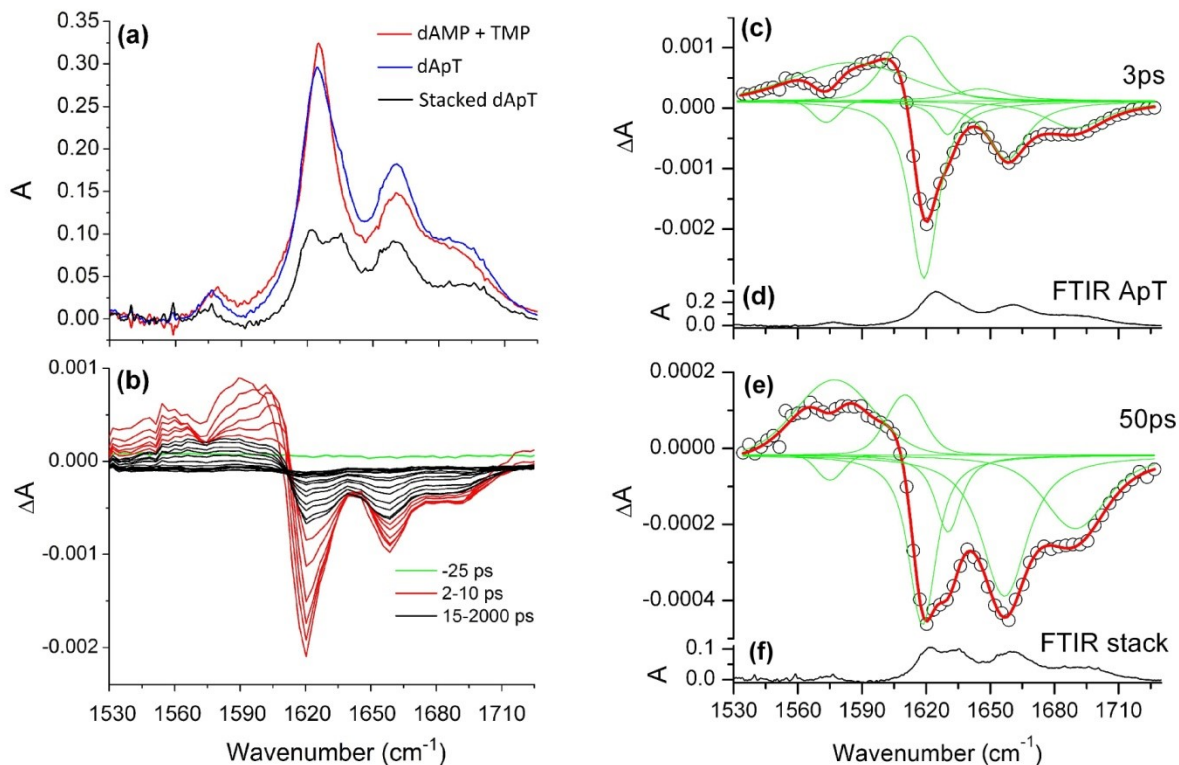 (a)
dAMP + TMP
dApT
Stacked dApT
0.35
0.30
0.25
0.20
0.15
0.10
0.05
0.00
A
(b)
0.001
0.000
-0.001
-0.002
ΔA
-25 ps
2-10 ps
15-2000 ps
1530 1560 1590 1620 1650 1680 1710
Wavenumber (cm-1)
(c)
3ps
0.001
0.000
-0.001
-0.002
ΔA
(d)
FTIR ApT
0.2
0.0
A
(e)
50ps
0.0002
0.0000
-0.0002
-0.0004
ΔA
(f)
FTIR stack
0.1
0.0
A
1530 1560 1590 1620 1650 1680 1710
Wavenumber (cm-1)